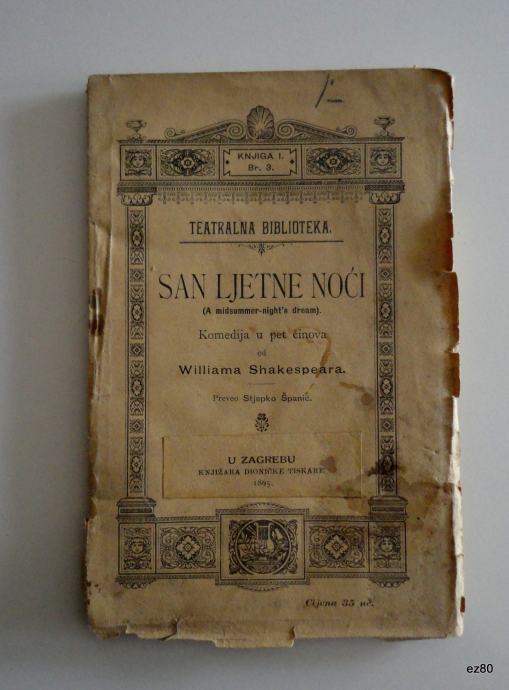 KNJIGA I.
Br. 3.
TEATRALNA BIBLIOTEKA.
SAN LJETNE NOĆI
(A midsummer-night's dream).
Komedija u pet činova
od
Williama Shakespeara.
Preveo Stjepko Španić.
U ZAGREBU
KNJIŽARA DIONIČKE TISKARE
1895.
Cijena 35 nč.
ez80